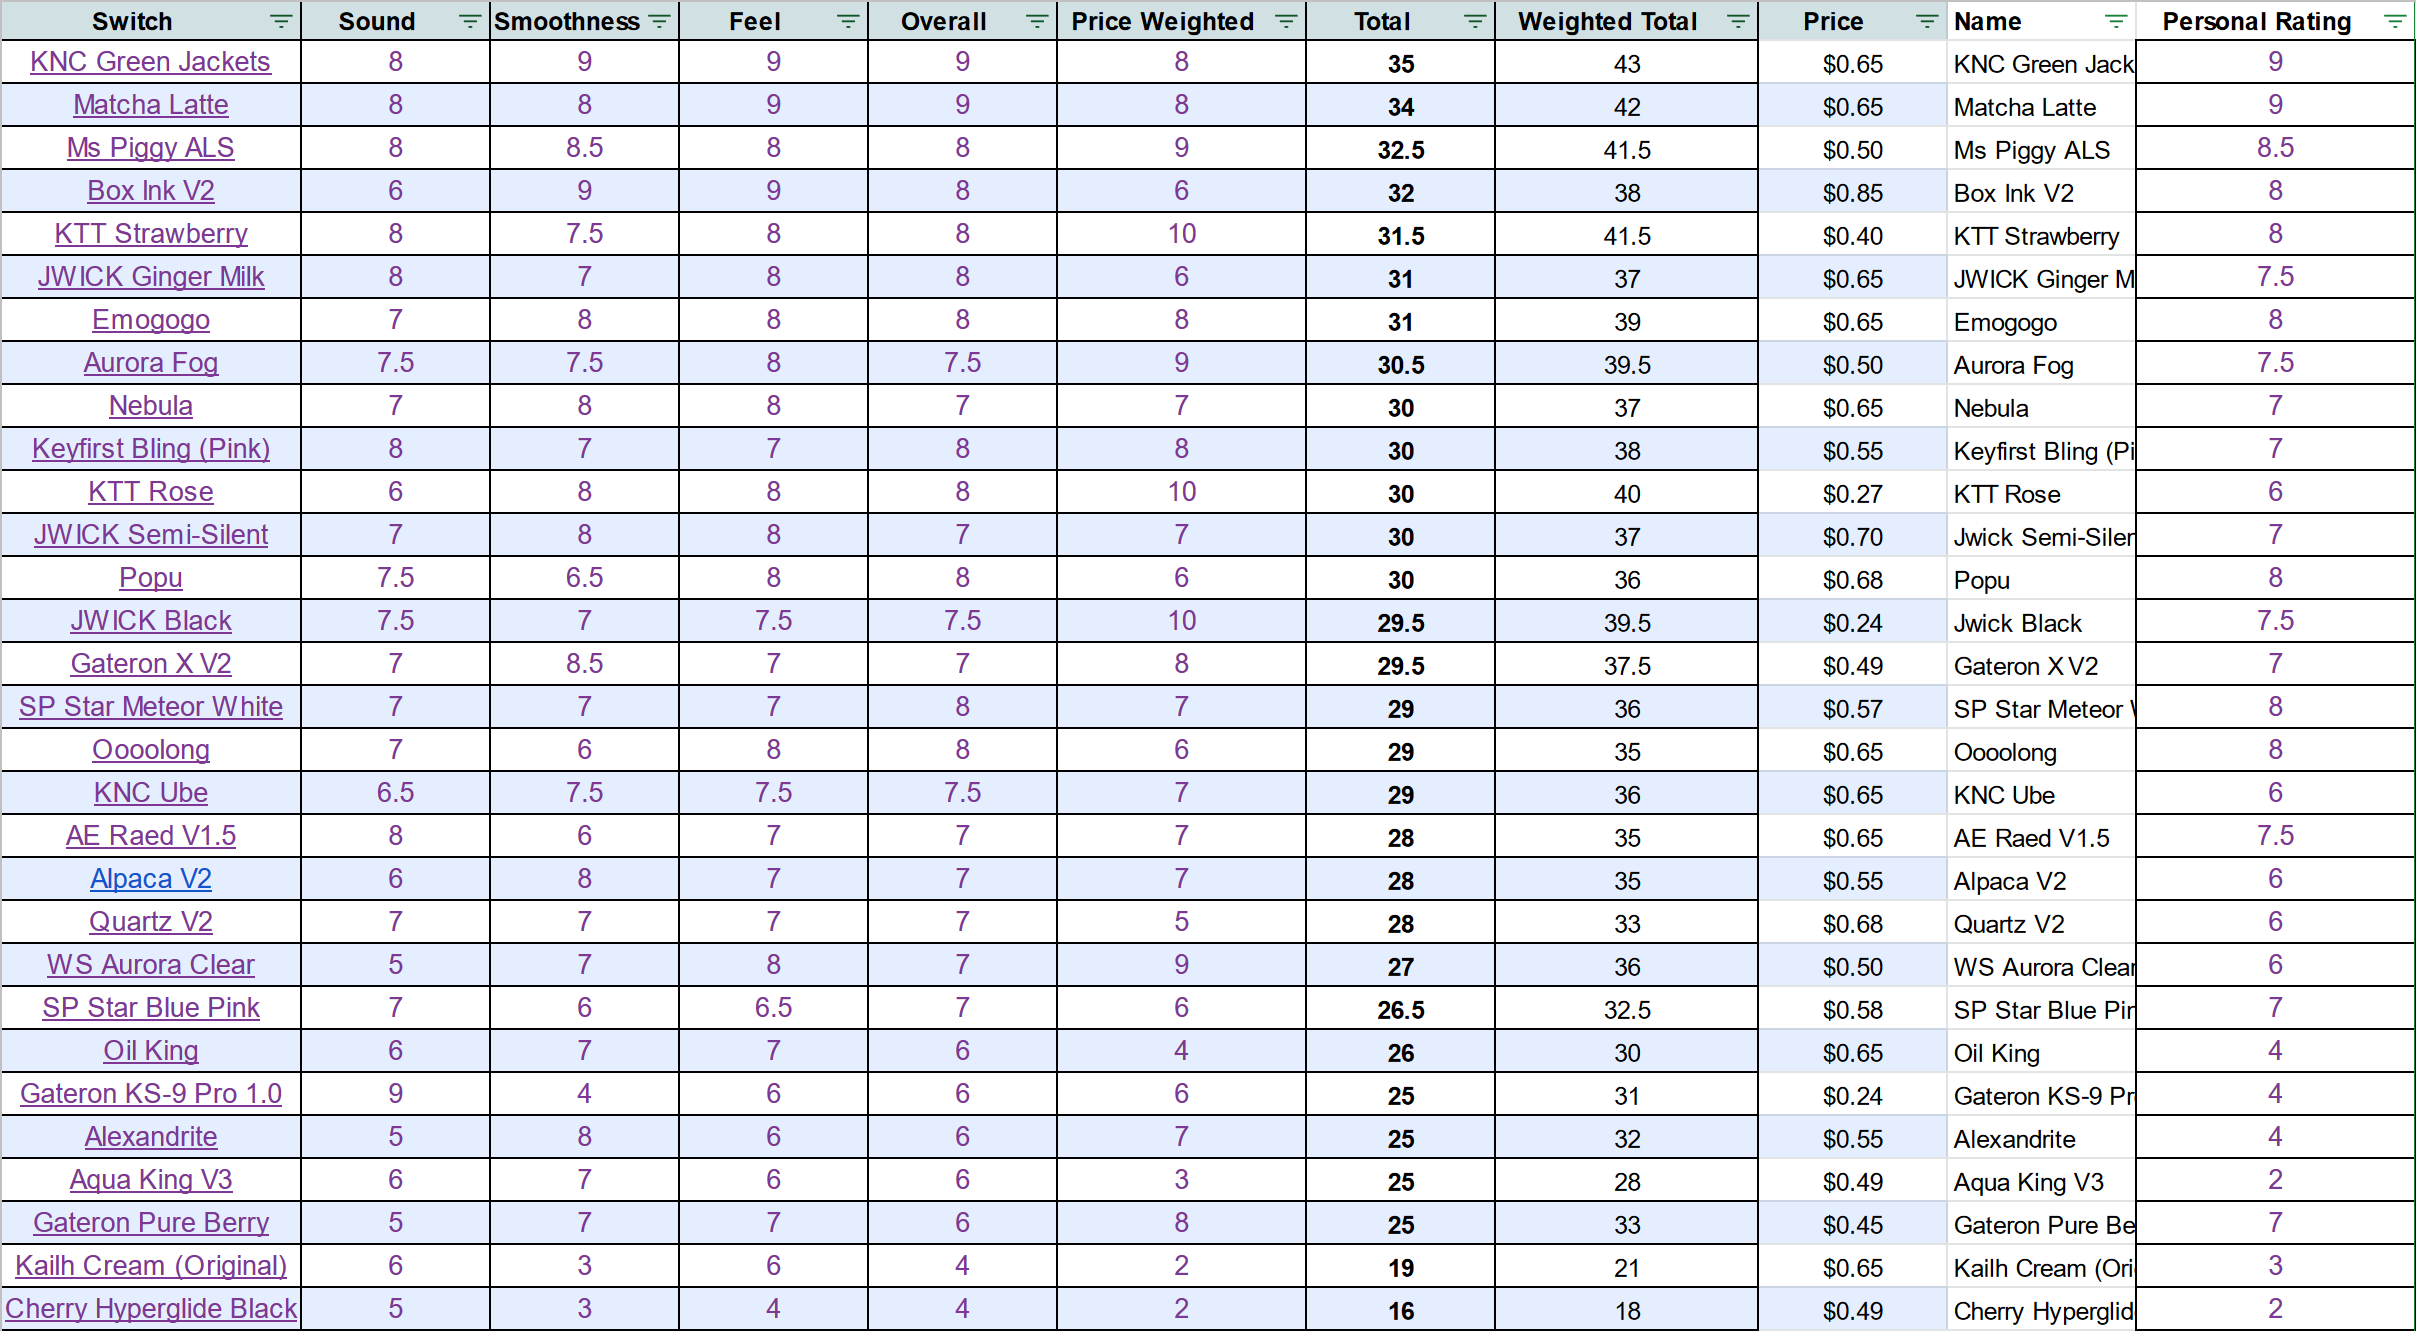 Switch Sound Smoothness Feel Overall Price Weighted Total Weighted Total Price Name Personal Rating
KNC Green Jackets 8 9 9 9 8 35 43 $0.65 KNC Green Jack 9
Matcha Latte 8 8 9 9 8 34 42 $0.65 Matcha Latte 9
Ms Piggy ALS 8 8.5 8 8 9 32.5 41.5 $0.50 Ms Piggy ALS 8.5
Box Ink V2 6 9 9 8 6 32 38 $0.85 Box Ink V2 8
KTT Strawberry 8 7.5 8 8 10 31.5 41.5 $0.40 KTT Strawberry 8
JWICK Ginger Milk 8 7 8 8 6 31 37 $0.65 JWICK Ginger M 7.5
Emogogo 7 8 8 8 8 31 39 $0.65 Emogogo 8
Aurora Fog 7.5 7.5 8 7.5 9 30.5 39.5 $0.50 Aurora Fog 7.5
Nebula 7 8 8 7 7 30 37 $0.65 Nebula 7
Keyfirst Bling (Pink) 8 7 7 8 8 30 38 $0.55 Keyfirst Bling (Pi 7
KTT Rose 6 8 8 8 10 30 40 $0.27 KTT Rose 6
JWICK Semi-Silent 7 8 8 7 7 30 37 $0.70 Jwick Semi-Siler 7
Popu 7.5 6.5 8 8 6 30 36 $0.68 Popu 8
JWICK Black 7.5 7 7.5 7.5 10 29.5 39.5 $0.24 Jwick Black 7.5
Gateron X V2 7 8.5 7 7 8 29.5 37.5 $0.49 Gateron X V2 7
SP Star Meteor White 7 7 7 8 7 29 36 $0.57 SP Star Meteor 8
Oooolong 7 6 8 8 6 29 35 $0.65 Oooolong 8
KNC Ube 6.5 7.5 7.5 7.5 7 29 36 $0.65 KNC Ube 6
AE Raed V1.5 8 6 7 7 7 28 35 $0.65 AE Raed V1.5 7.5
Alpaca V2 6 8 7 7 7 28 35 $0.55 Alpaca V2 6
Quartz V2 7 7 7 7 5 28 33 $0.68 Quartz V2 6
WS Aurora Clear 5 7 8 7 9 27 36 $0.50 WS Aurora Clear 6
SP Star Blue Pink 7 6 6.5 7 6 26.5 32.5 $0.58 SP Star Blue Pir 7
Oil King 6 7 7 6 4 26 30 $0.65 Oil King 4
Gateron KS-9 Pro 1.0 9 4 6 6 6 25 31 $0.24 Gateron KS-9 Pr 4
Alexandrite 5 8 6 6 7 25 32 $0.55 Alexandrite 4
Aqua King V3 6 7 6 6 3 25 28 $0.49 Aqua King V3 2
Gateron Pure Berry 5 7 7 6 8 25 33 $0.45 Gateron Pure Be 7
Kailh Cream (Original) 6 3 6 4 2 19 21 $0.65 Kailh Cream (Ori 3
Cherry Hyperglide Black 5 3 4 4 2 16 18 $0.49 Cherry Hyperglid 2